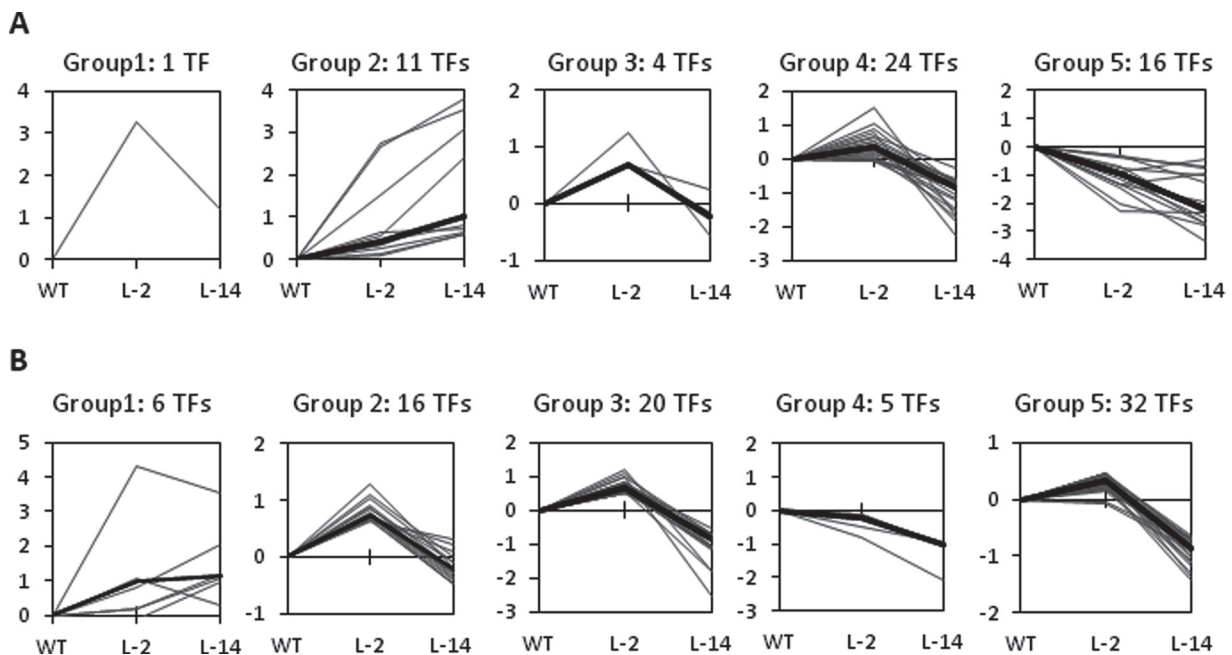 A
Group1: 1 TF
Group 2: 11 TFs
Group 3: 4 TFs
Group 4: 24 TFs
Group 5: 16 TFs
4
3
2
1
0
WT L-2 L-14
4
3
2
1
0
WT L-2 L-14
2
1
0
-1
WT L-2 L-14
2
1
0
-1
-2
-3
WT L-2 L-14
2
1
0
-1
-2
-3
-4
WT L-2 L-14
B
Group1: 6 TFs
Group 2: 16 TFs
Group 3: 20 TFs
Group 4: 5 TFs
Group 5: 32 TFs
5
4
3
2
1
0
WT L-2 L-14
2
1
0
-1
WT L-2 L-14
2
1
0
-1
-2
-3
WT L-2 L-14
2
1
0
-1
-2
-3
WT L-2 L-14
1
0
-1
-2
WT L-2 L-14